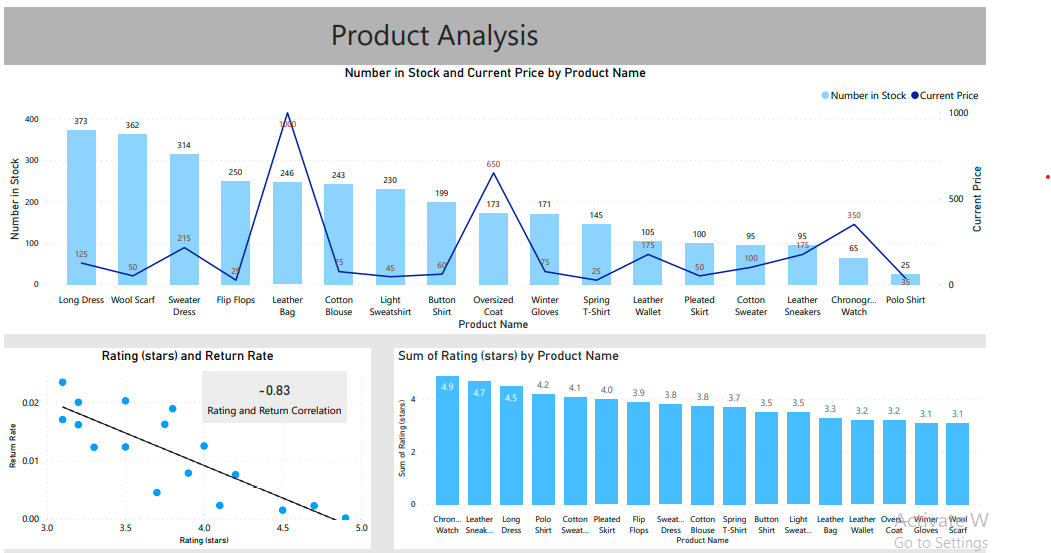 Product Analysis
Number in Stock and Current Price by Product Name
Number in Stock Current Price
400 300 200 100 0
Number in Stock
373 362 314 250 246 243 230 199 173 171 145 105 100 95 95 65 25
125 50 215 25 1000 75 45 60 650 75 25 175 50 100 175 350 35
1000 500 0
Current Price
Long Dress Wool Scarf Sweater Flip Flops Leather Cotton Light Button Oversized Winter Spring Leather Pleated Cotton Leather Chronogr... Polo Shirt
Dress Bag Blouse Sweatshirt Shirt Coat Gloves T-Shirt Wallet Skirt Sweater Sneakers Watch
Product Name
Rating (stars) and Return Rate
-0.83
Rating and Return Correlation
0.02 0.01 0.00
Return Rate
3.0 3.5 4.0 4.5 5.0
Rating (stars)
Sum of Rating (stars) by Product Name
4 2 0
Sum of Rating (stars)
4.9 4.7 4.5 4.2 4.1 4.0 3.9 3.8 3.8 3.7 3.5 3.5 3.3 3.2 3.2 3.1 3.1
Chron... Leather Long Polo Cotton Pleated Flip Sweat... Cotton Spring Button Light Leather Leather Overs... Winter Wool
Watch Sneak... Dress Shirt Sweat... Skirt Flops Dress Blouse T-Shirt Shirt Sweat... Bag Wallet Coat Gloves Scarf
Product Name
Activate W
Go to Settings